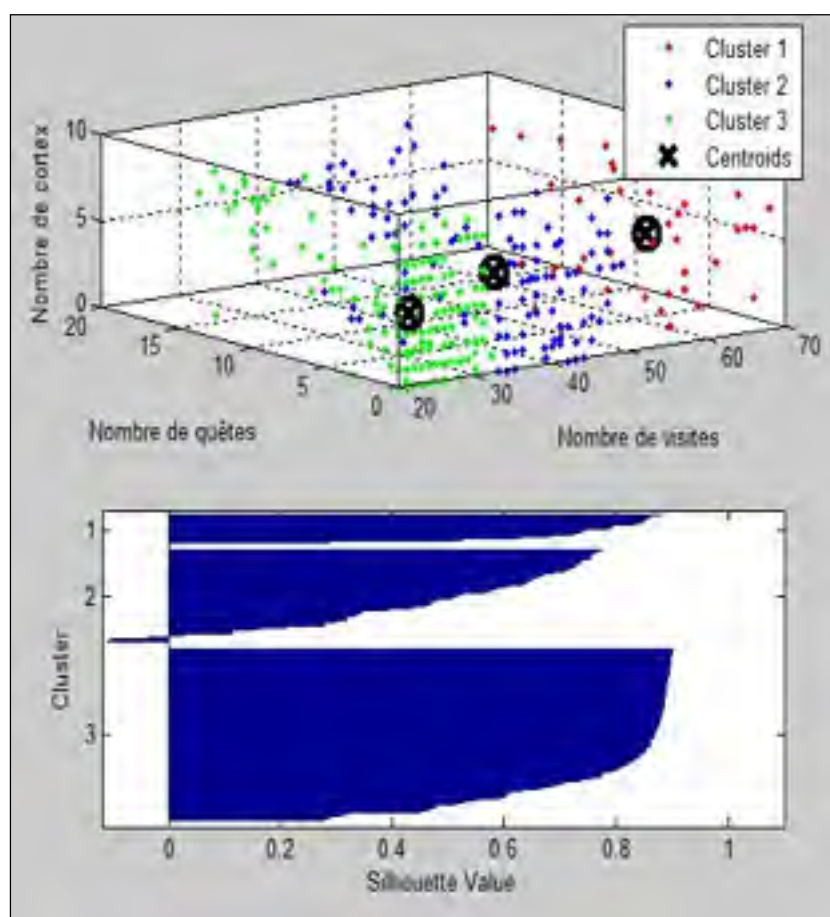 Cluster 1
Cluster 2
Cluster 3
Centroids
10
5
0
Nombre de cortex
20
15
10
5
0
Nombre de quêtes
20
30
40
50
60
70
Nombre de visites
1
2
3
Cluster
0
0.2
0.4
0.6
0.8
1
Silhouette Value